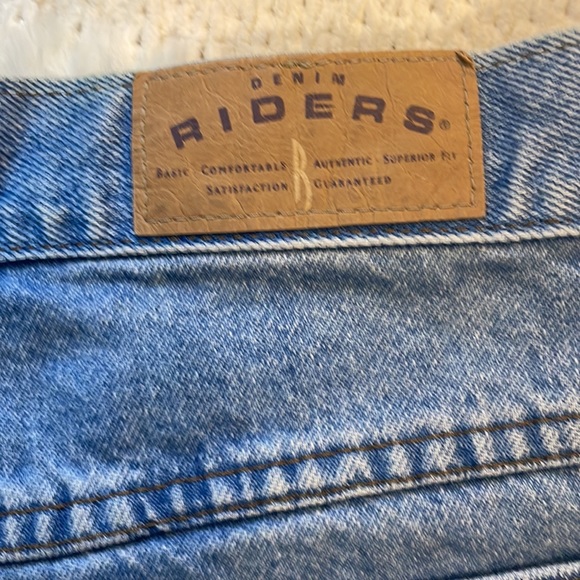 DENIM
RIDERS®
BASIC · COMFORTABLE R AUTHENTIC · SUPERIOR FIT
SATISFACTION GUARANTEED